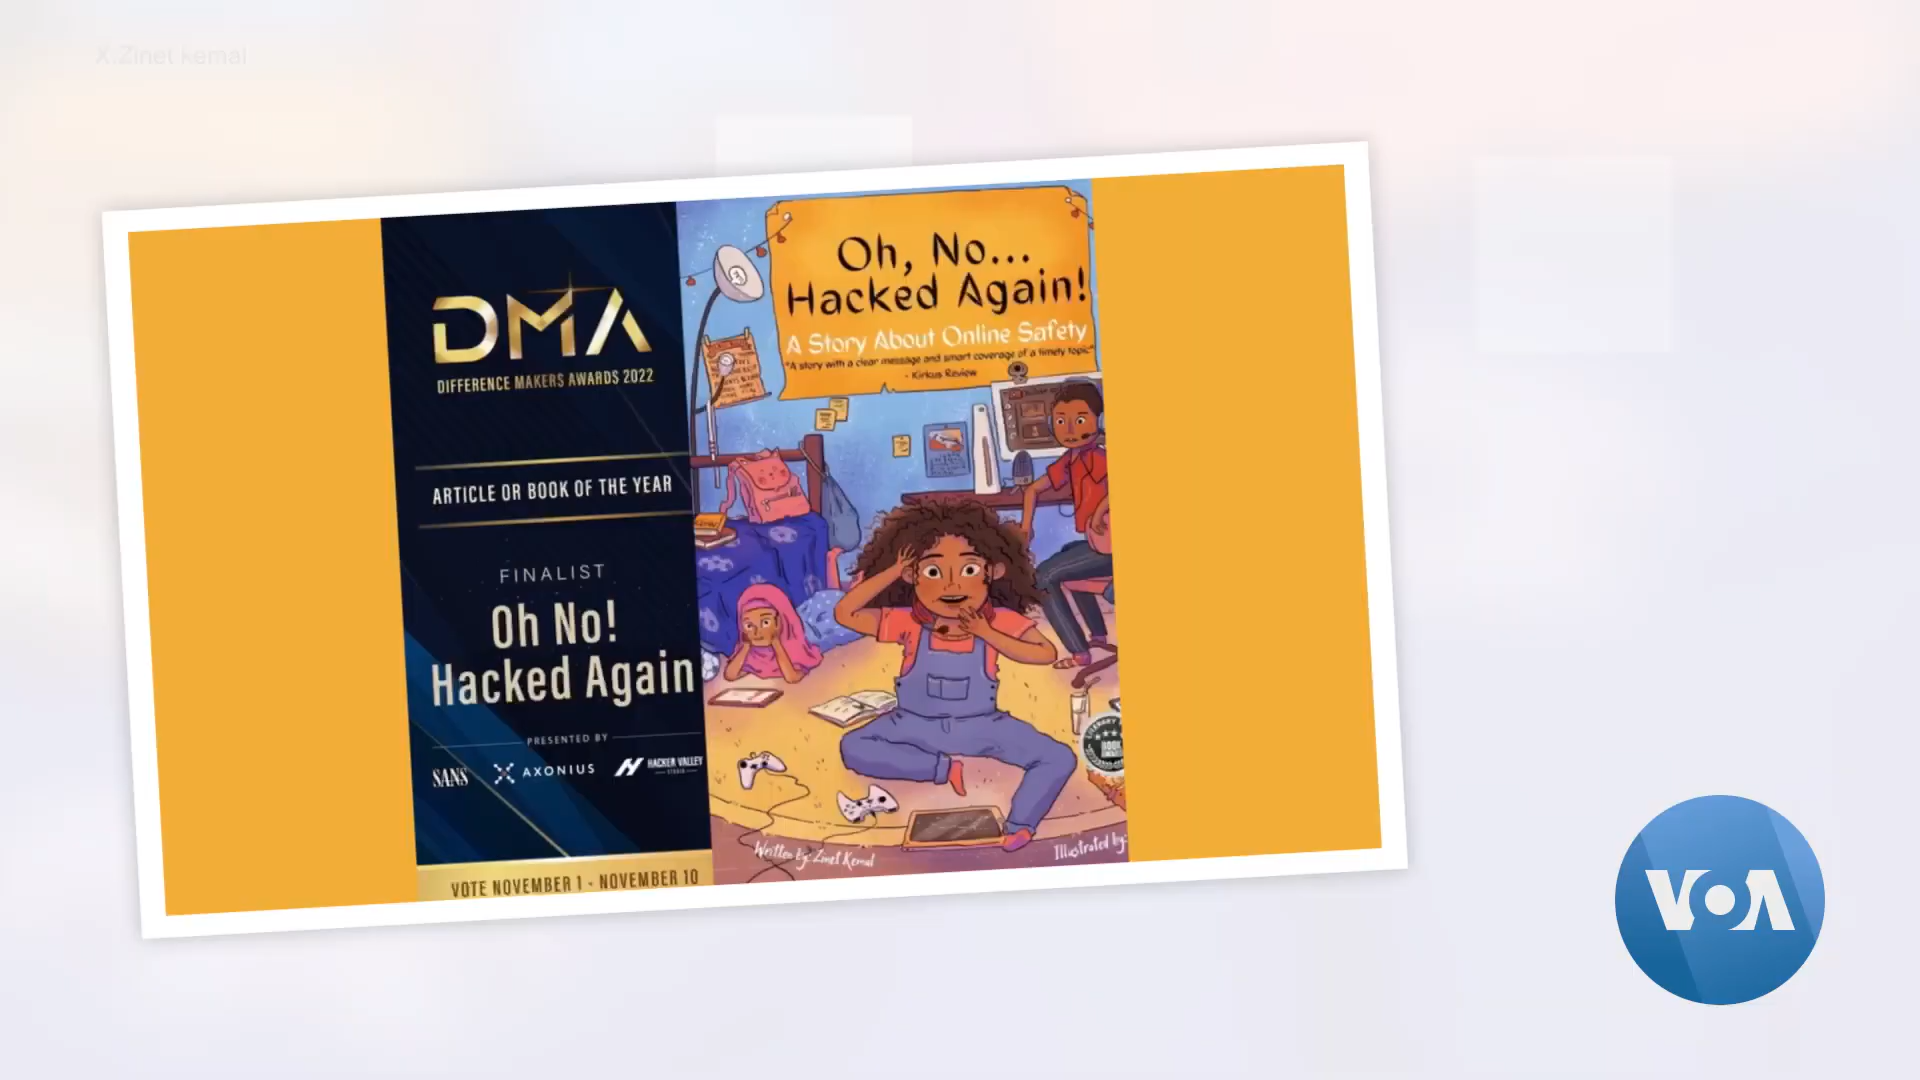 X.Zinet kemal
DMA
DIFFERENCE MAKERS AWARDS 2022
ARTICLE OR BOOK OF THE YEAR
FINALIST
Oh No!
Hacked Again
PRESENTED BY
SANS
AXONIUS
HACKER VALLEY
STUDIO
VOTE NOVEMBER 1 - NOVEMBER 10
Oh, No...
Hacked Again!
A Story About Online Safety
"A story with a clear message and smart coverage of a timely topic"
- Kirkus Review
Written by: Zinet Kemal
Illustrated by:
VOA